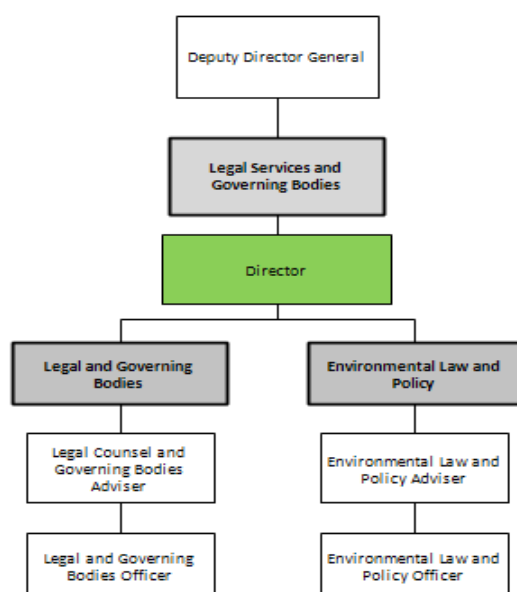 Deputy Director General
Legal Services and
Governing Bodies
Director
Legal and Governing
Bodies
Environmental Law and
Policy
Legal Counsel and
Governing Bodies
Adviser
Environmental Law and
Policy Adviser
Legal and Governing
Bodies Officer
Environmental Law and
Policy Officer